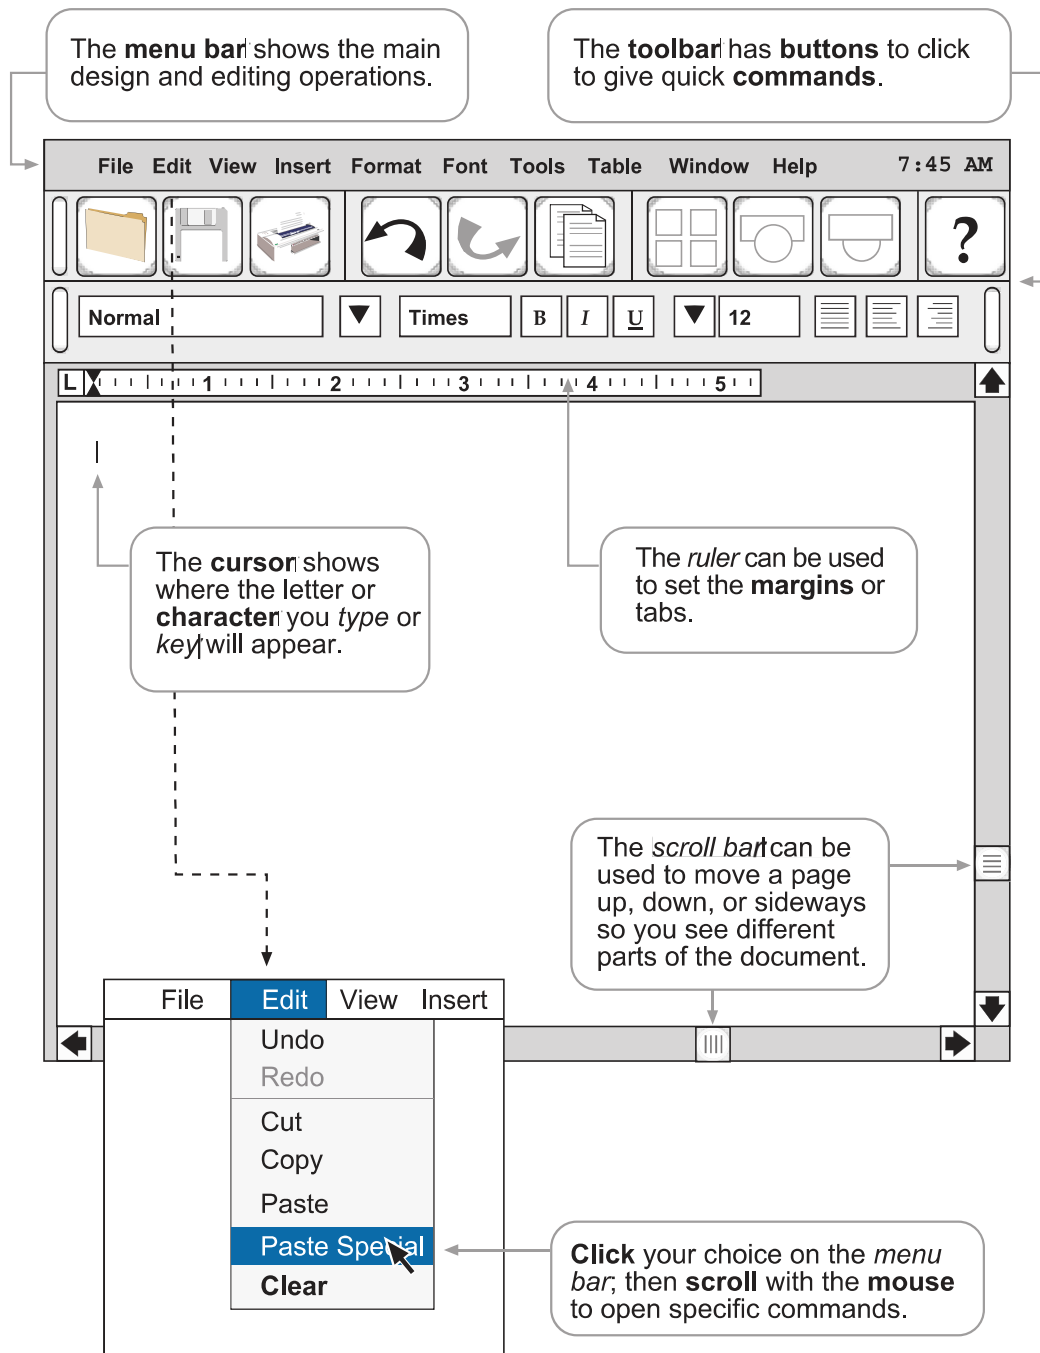 The menu bar shows the main
design and editing operations.
The toolbar has buttons to click
to give quick commands.
File Edit View Insert Format Font Tools Table Window Help 7:45 AM
?
Normal Times B I U 12
L 1 2 3 4 5
The cursor shows
where the letter or
character you type or
key will appear.
The ruler can be used
to set the margins or
tabs.
The scroll bar can be
used to move a page
up, down, or sideways
so you see different
parts of the document.
File Edit View Insert
Undo
Redo
Cut
Copy
Paste
Paste Special
Clear
Click your choice on the menu
bar; then scroll with the mouse
to open specific commands.